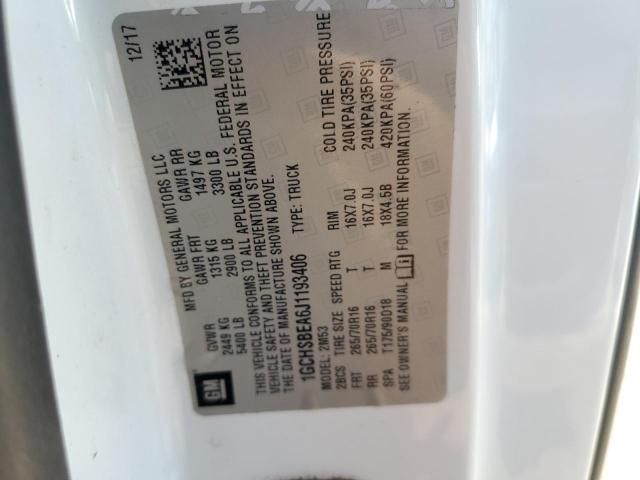 GM
MFD BY GENERAL MOTORS LLC
12/17
GVWR GAWR FRT GAWR RR
2449 KG 1315 KG 1497 KG
5400 LB 2900 LB 3300 LB
THIS VEHICLE CONFORMS TO ALL APPLICABLE U.S. FEDERAL MOTOR
VEHICLE SAFETY AND THEFT PREVENTION STANDARDS IN EFFECT ON
THE DATE OF MANUFACTURE SHOWN ABOVE.
1GCHSBEA6J1193406 TYPE: TRUCK
MODEL: 2M53
2BCS TIRE SIZE SPEED RTG RIM COLD TIRE PRESSURE
FRT 265/70R16 T 16X7.0J 240KPA(35PSI)
RR 265/70R16 T 16X7.0J 240KPA(35PSI)
SPA T175/90D18 M 18X4.5B 420KPA(60PSI)
SEE OWNER'S MANUAL FOR MORE INFORMATION.